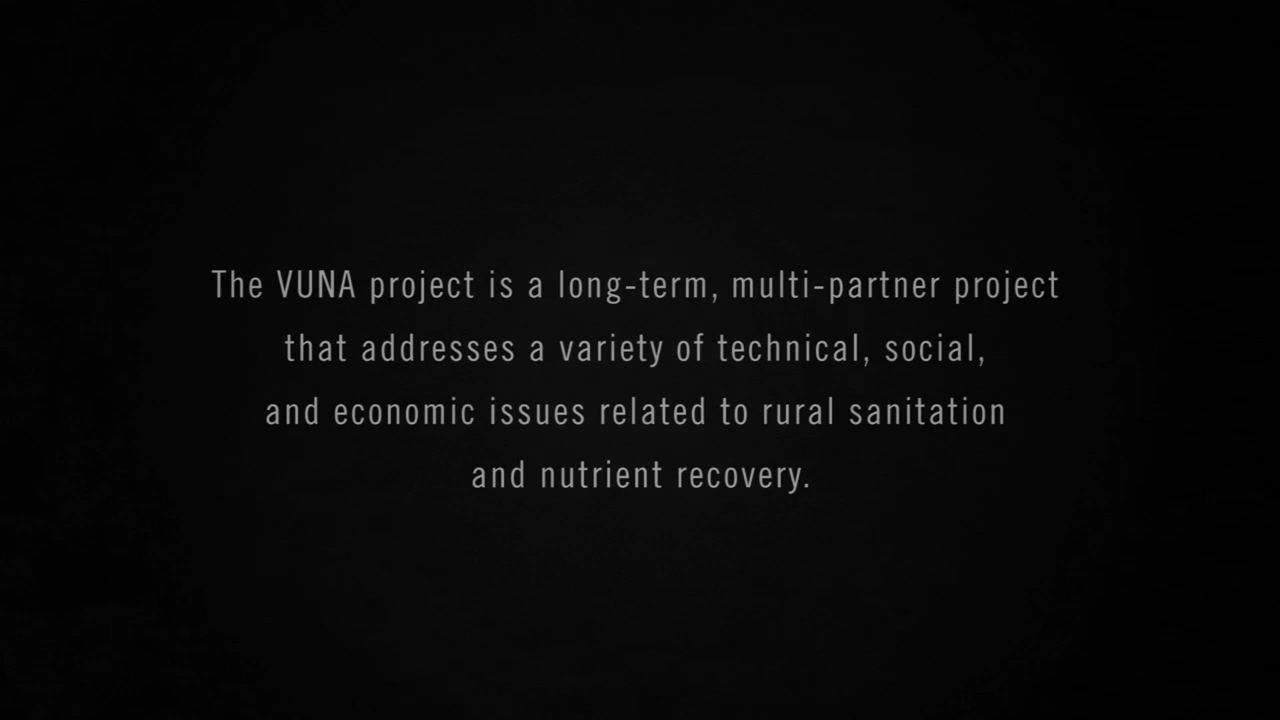 The VUNA project is a long-term, multi-partner project
that addresses a variety of technical, social,
and economic issues related to rural sanitation
and nutrient recovery.